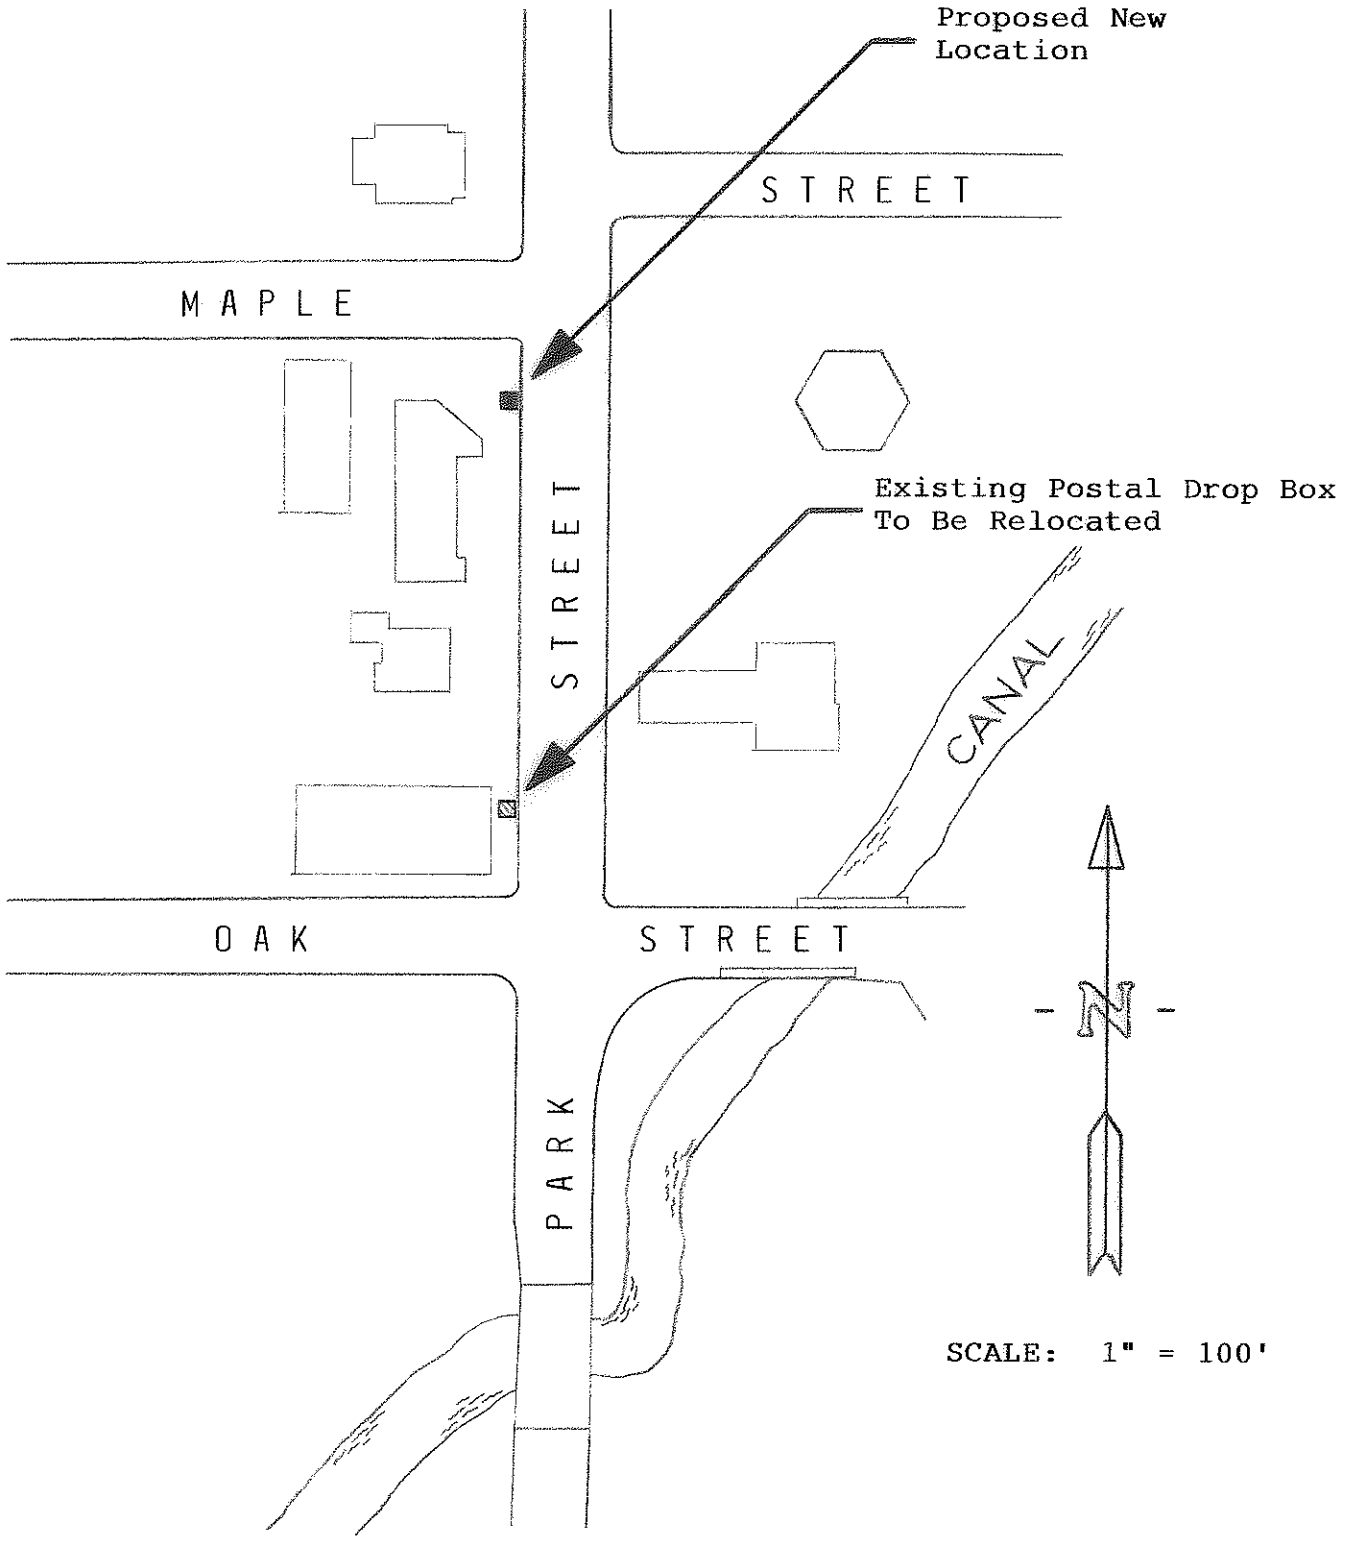 Proposed New
Location
STREET
MAPLE
Existing Postal Drop Box
To Be Relocated
STREET
CANAL
OAK
STREET
- N -
PARK
SCALE: 1" = 100'